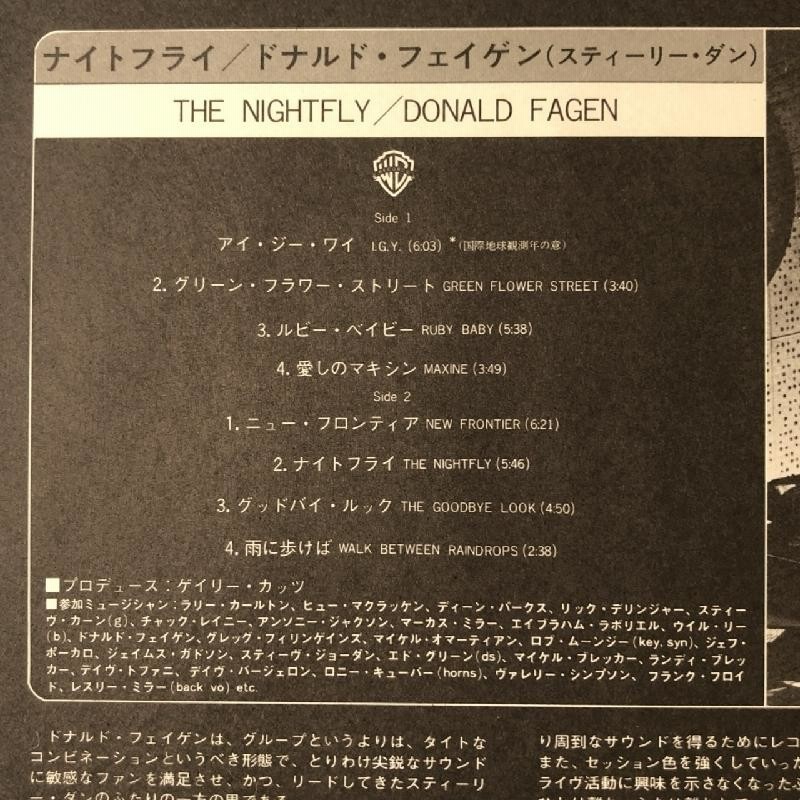 ナイトフライ／ドナルド・フェイゲン(スティーリー・ダン)
THE NIGHTFLY／DONALD FAGEN
Side 1
アイ・ジー・ワイ I.G.Y. (6:03) *(国際地球観測年の意)
2. グリーン・フラワー・ストリート GREEN FLOWER STREET (3:40)
3. ルビー・ベイビー RUBY BABY (5:38)
4. 愛しのマキシン MAXINE (3:49)
Side 2
1. ニュー・フロンティア NEW FRONTIER (6:21)
2. ナイトフライ THE NIGHTFLY (5:46)
3. グッドバイ・ルック THE GOODBYE LOOK (4:50)
4. 雨に歩けば WALK BETWEEN RAINDROPS (2:38)
■プロデュース：ゲイリー・カッツ
■参加ミュージシャン：ラリー・カールトン、ヒュー・マクラッケン、ディーン・パークス、リック・デリンジャー、スティー
ヴ・カーン(g)、チャック・レイニー、アンソニー・ジャクソン、マーカス・ミラー、エイブラハム・ラボリエル、ウイル・リー
(b)、ドナルド・フェイゲン、グレッグ・フィリンゲインズ、マイケル・オマーティアン、ロブ・ムーンジー(key, syn)、ジェフ・
ポーカロ、ジェイムス・ガドソン、スティーヴ・ジョーダン、エド・グリーン(ds)、マイケル・ブレッカー、ランディ・ブレッ
カー、デイヴ・トファニ、デイヴ・バージェロン、ロニー・キューバー(horns)、ヴァレリー・シンプソン、フランク・フロイ
ド、レスリー・ミラー(back vo) etc.
ドナルド・フェイゲンは、グループというよりは、タイトな
コンビネーションというべき形態で、とりわけ尖鋭なサウンド
に敏感なファンを満足させ、かつ、リードしてきたスティーリ
ー・ダンのふたりの一方の男である
り周到なサウンドを得るためにレコ
また、セッション色を強くしていった
ライヴ活動に興味を示さなくなった